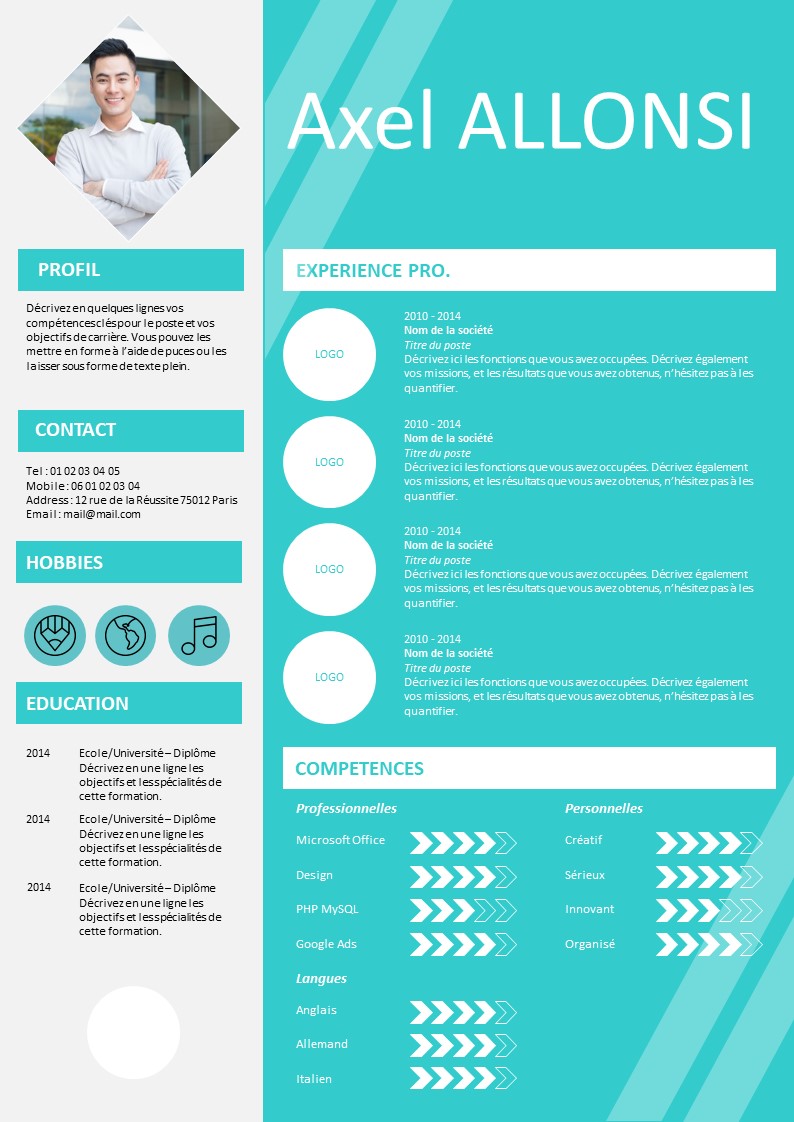 Axel ALLONSI
PROFIL
Décrivez en quelques lignes vos
compétences clés pour le poste et vos
objectifs de carrière. Vous pouvez les
mettre en forme à l'aide de puces ou les
laisser sous forme de texte plein.
CONTACT
Tel : 01 02 03 04 05
Mobile : 06 01 02 03 04
Address : 12 rue de la Réussite 75012 Paris
Email : mail@mail.com
HOBBIES
EDUCATION
2014 Ecole/Université – Diplôme
Décrivez en une ligne les
objectifs et les spécialités de
cette formation.
2014 Ecole/Université – Diplôme
Décrivez en une ligne les
objectifs et les spécialités de
cette formation.
2014 Ecole/Université – Diplôme
Décrivez en une ligne les
objectifs et les spécialités de
cette formation.
EXPERIENCE PRO.
LOGO
2010 - 2014
Nom de la société
Titre du poste
Décrivez ici les fonctions que vous avez occupées. Décrivez également
vos missions, et les résultats que vous avez obtenus, n'hésitez pas à les
quantifier.
LOGO
2010 - 2014
Nom de la société
Titre du poste
Décrivez ici les fonctions que vous avez occupées. Décrivez également
vos missions, et les résultats que vous avez obtenus, n'hésitez pas à les
quantifier.
LOGO
2010 - 2014
Nom de la société
Titre du poste
Décrivez ici les fonctions que vous avez occupées. Décrivez également
vos missions, et les résultats que vous avez obtenus, n'hésitez pas à les
quantifier.
LOGO
2010 - 2014
Nom de la société
Titre du poste
Décrivez ici les fonctions que vous avez occupées. Décrivez également
vos missions, et les résultats que vous avez obtenus, n'hésitez pas à les
quantifier.
COMPETENCES
Professionnelles
Microsoft Office
Design
PHP MySQL
Google Ads
Langues
Anglais
Allemand
Italien
Personnelles
Créatif
Sérieux
Innovant
Organisé